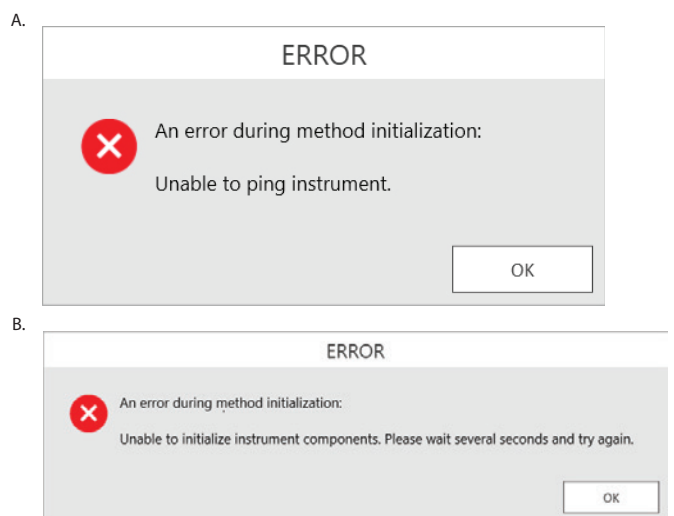 A.
ERROR
An error during method initialization:
Unable to ping instrument.
OK
B.
ERROR
An error during method initialization:
Unable to initialize instrument components. Please wait several seconds and try again.
OK